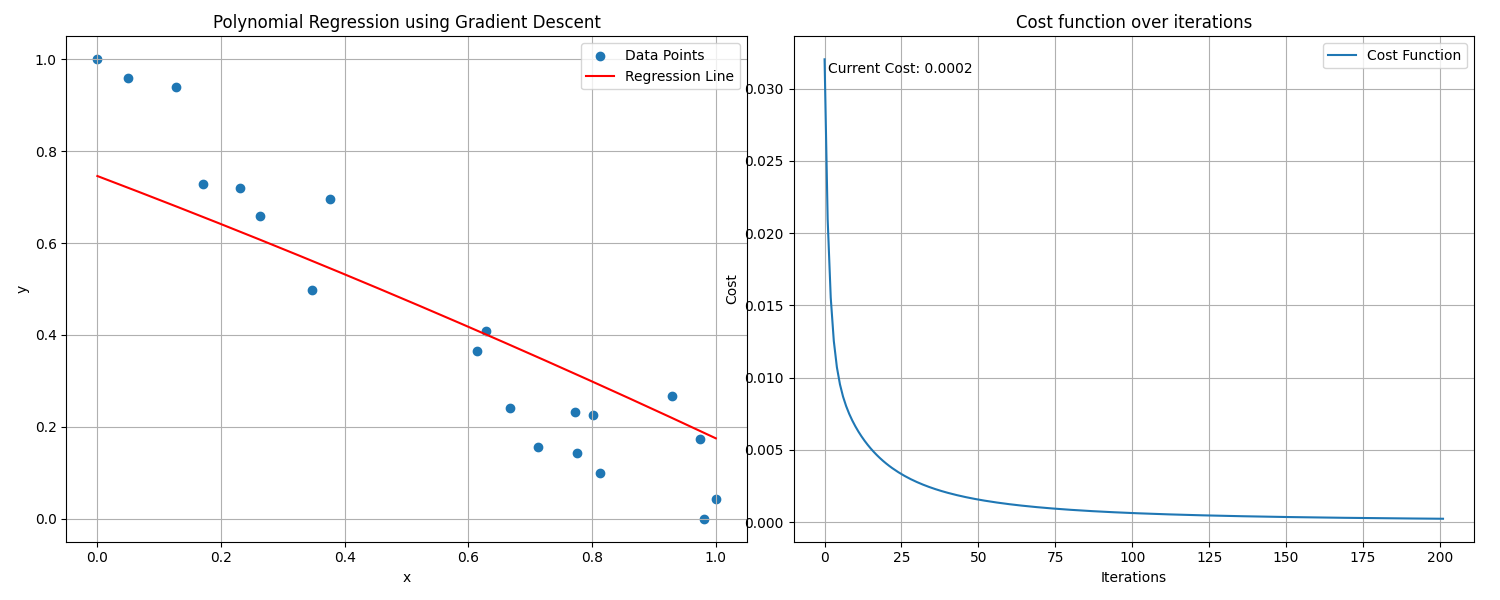 Polynomial Regression using Gradient Descent
Data Points
Regression Line
1.0
0.8
0.6
0.4
0.2
0.0
y
0.0 0.2 0.4 0.6 0.8 1.0
x
Cost function over iterations
Current Cost: 0.0002
Cost Function
0.030
0.025
0.020
0.015
0.010
0.005
0.000
Cost
0 25 50 75 100 125 150 175 200
Iterations